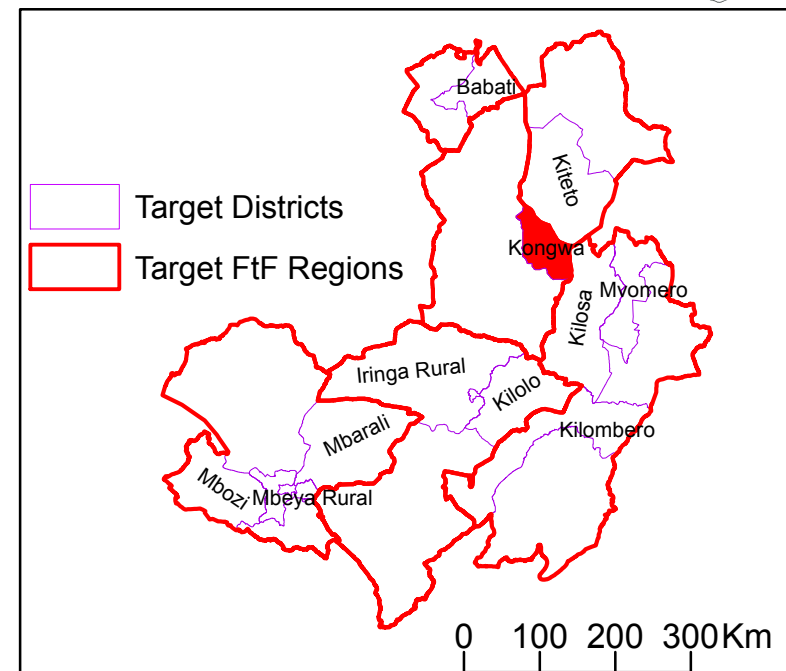 Babati
Kiteto
Target Districts
Target FtF Regions
Kongwa
Mvomero
Kilosa
Iringa Rural
Kilolo
Mbarali
Kilombero
Mbozi
Mbeya Rural
0 100 200 300Km